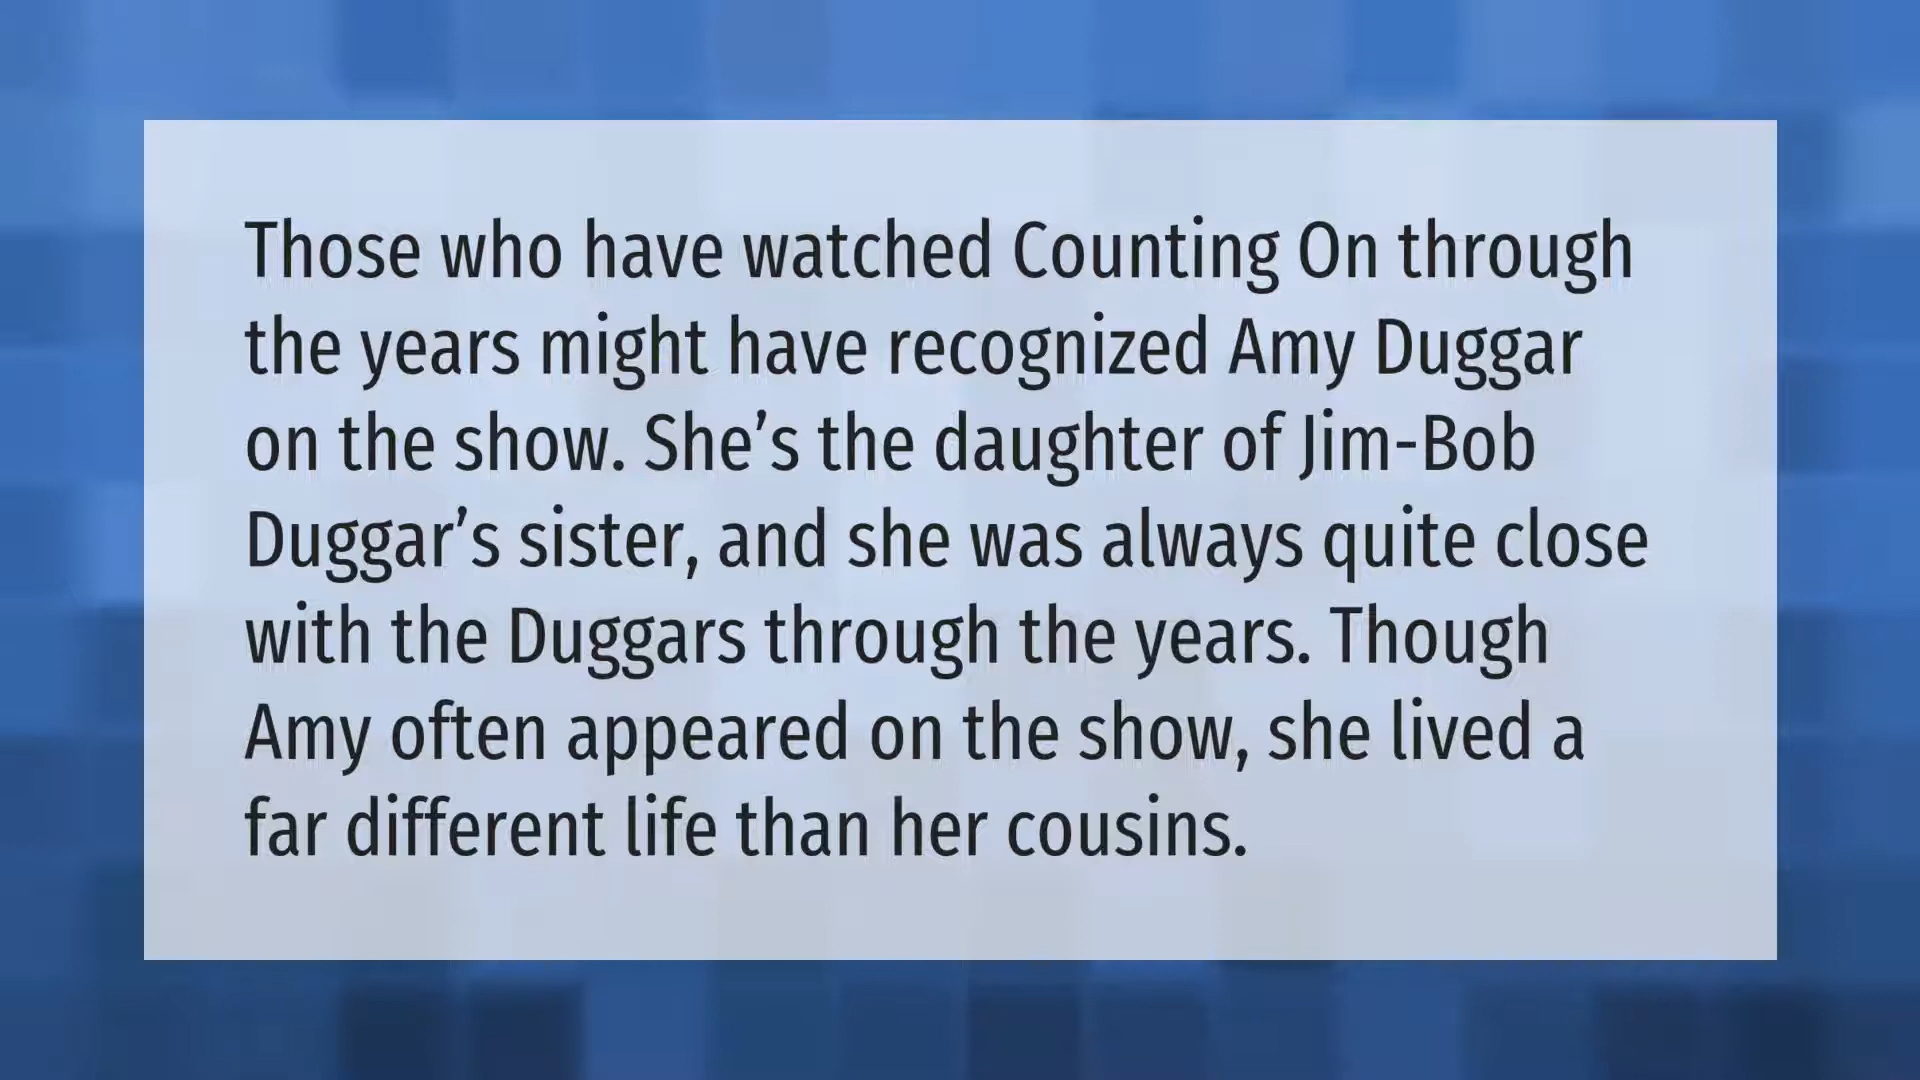 Those who have watched Counting On through
the years might have recognized Amy Duggar
on the show. She’s the daughter of Jim-Bob
Duggar’s sister, and she was always quite close
with the Duggars through the years. Though
Amy often appeared on the show, she lived a
far different life than her cousins.